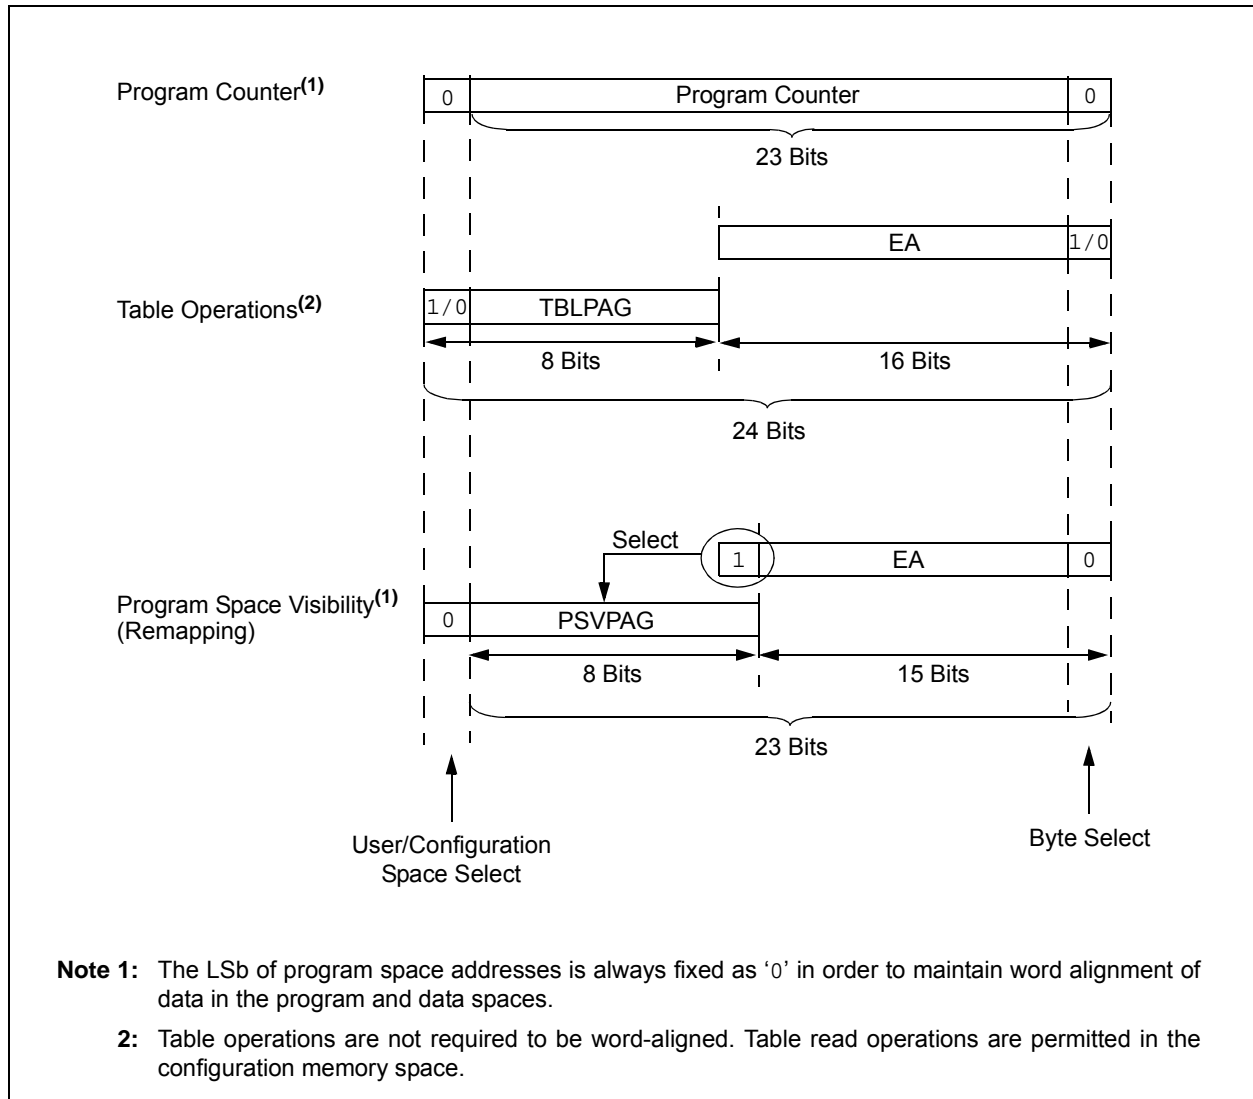 Program Counter(1)
0
Program Counter
0
23 Bits
EA
1/0
Table Operations(2)
1/0
TBLPAG
8 Bits
16 Bits
24 Bits
Select
1
EA
0
Program Space Visibility(1)
(Remapping)
0
PSVPAG
8 Bits
15 Bits
23 Bits
User/Configuration
Space Select
Byte Select
Note 1: The LSb of program space addresses is always fixed as ‘0’ in order to maintain word alignment of
data in the program and data spaces.
2: Table operations are not required to be word-aligned. Table read operations are permitted in the
configuration memory space.